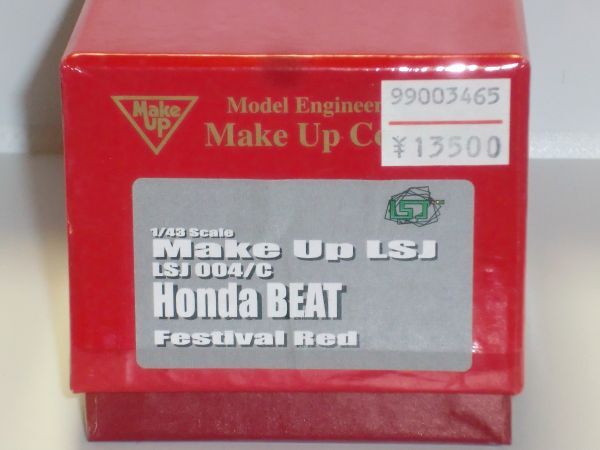 Make
Up
Model Engineer
Make Up
99003465
¥13500
LSJ
1/43 Scale
Make Up LSJ
LSJ 004/C
Honda BEAT
Festival Red